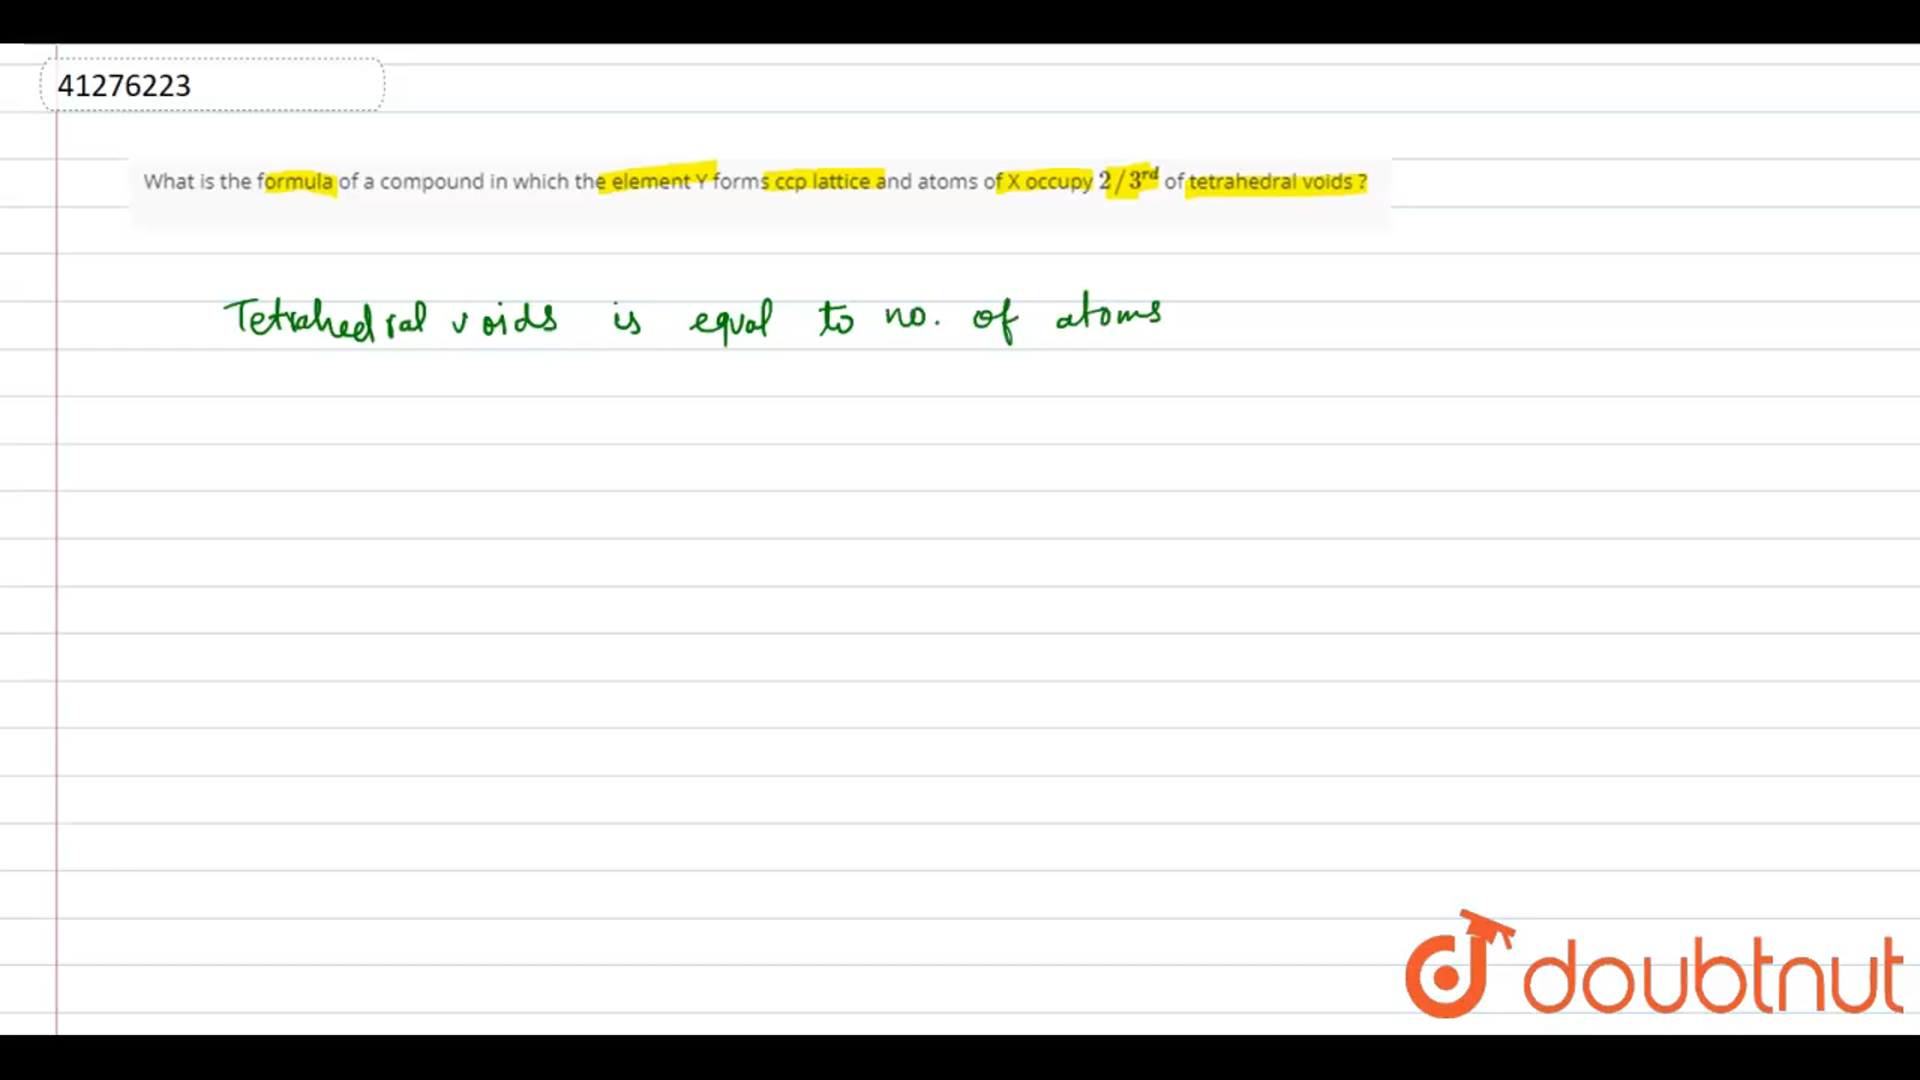 41276223
What is the formula of a compound in which the element Y forms ccp lattice and atoms of X occupy 2/3rd of tetrahedral voids ?
Tetrahedral voids is equal to no. of atoms
doubtnut